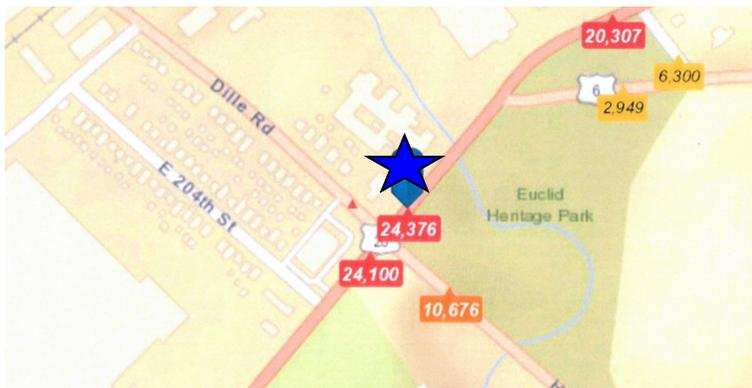 20,307
6,300
6
2,949
Dille Rd
E 204th St
Euclid
Heritage Park
24,376
24,100
10,676